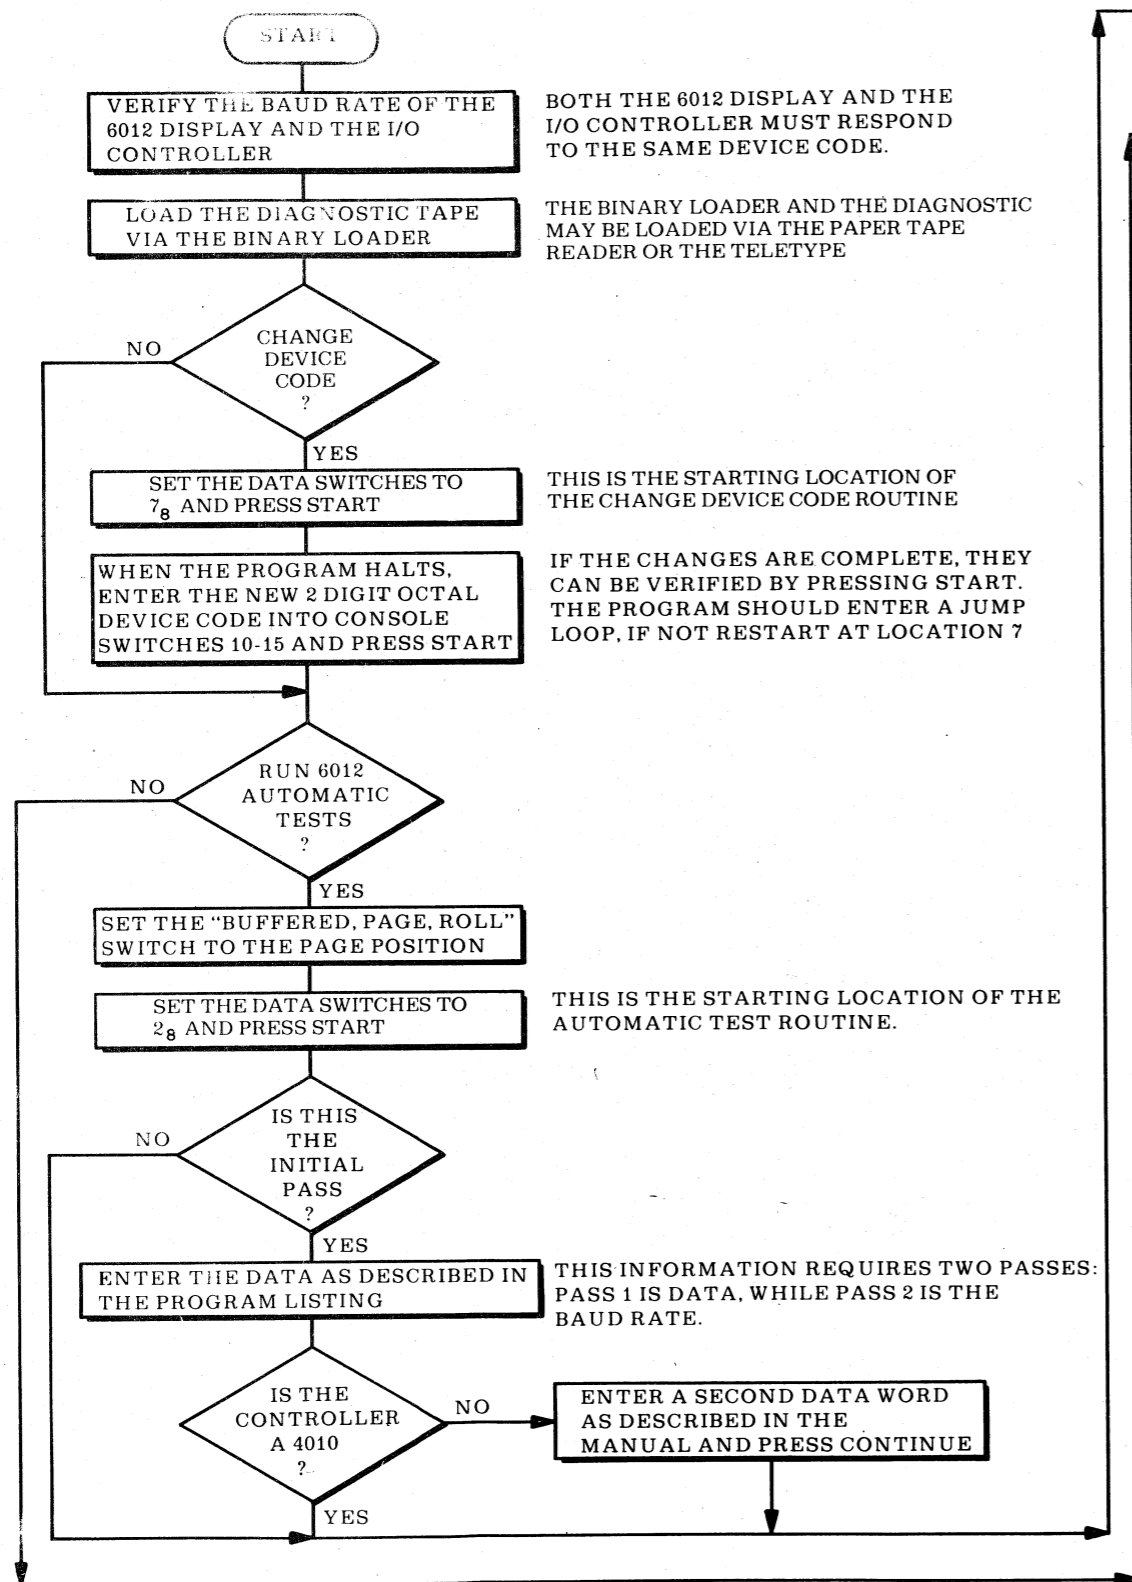 START
VERIFY THE BAUD RATE OF THE
6012 DISPLAY AND THE I/O
CONTROLLER
BOTH THE 6012 DISPLAY AND THE
I/O CONTROLLER MUST RESPOND
TO THE SAME DEVICE CODE.
LOAD THE DIAGNOSTIC TAPE
VIA THE BINARY LOADER
THE BINARY LOADER AND THE DIAGNOSTIC
MAY BE LOADED VIA THE PAPER TAPE
READER OR THE TELETYPE
CHANGE
DEVICE
CODE
?
NO
YES
SET THE DATA SWITCHES TO
7₈ AND PRESS START
THIS IS THE STARTING LOCATION OF
THE CHANGE DEVICE CODE ROUTINE
WHEN THE PROGRAM HALTS,
ENTER THE NEW 2 DIGIT OCTAL
DEVICE CODE INTO CONSOLE
SWITCHES 10-15 AND PRESS START
IF THE CHANGES ARE COMPLETE, THEY
CAN BE VERIFIED BY PRESSING START.
THE PROGRAM SHOULD ENTER A JUMP
LOOP, IF NOT RESTART AT LOCATION 7
RUN 6012
AUTOMATIC
TESTS
?
NO
YES
SET THE “BUFFERED, PAGE, ROLL”
SWITCH TO THE PAGE POSITION
SET THE DATA SWITCHES TO
2₈ AND PRESS START
THIS IS THE STARTING LOCATION OF THE
AUTOMATIC TEST ROUTINE.
IS THIS
THE
INITIAL
PASS
?
NO
YES
ENTER THE DATA AS DESCRIBED IN
THE PROGRAM LISTING
THIS INFORMATION REQUIRES TWO PASSES:
PASS 1 IS DATA, WHILE PASS 2 IS THE
BAUD RATE.
IS THE
CONTROLLER
A 4010
?
NO
ENTER A SECOND DATA WORD
AS DESCRIBED IN THE
MANUAL AND PRESS CONTINUE
YES